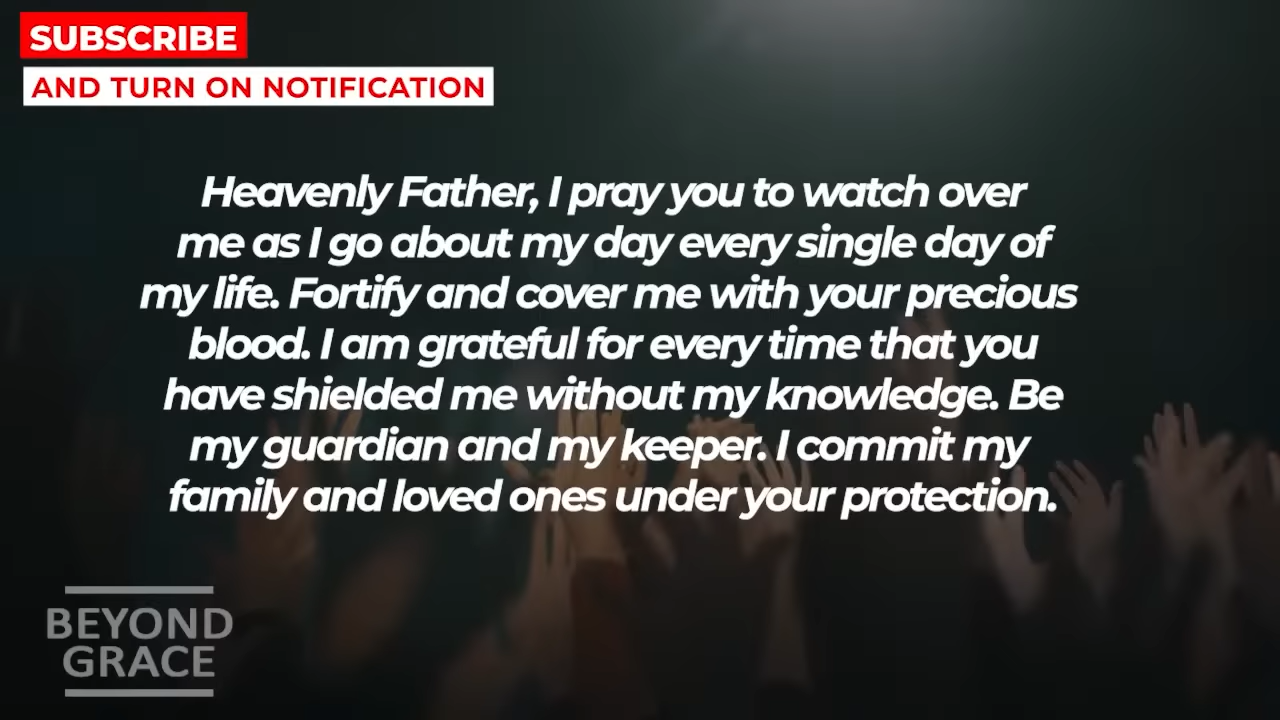 SUBSCRIBE
AND TURN ON NOTIFICATION
Heavenly Father, I pray you to watch over
me as I go about my day every single day of
my life. Fortify and cover me with your precious
blood. I am grateful for every time that you
have shielded me without my knowledge. Be
my guardian and my keeper. I commit my
family and loved ones under your protection.
BEYOND
GRACE